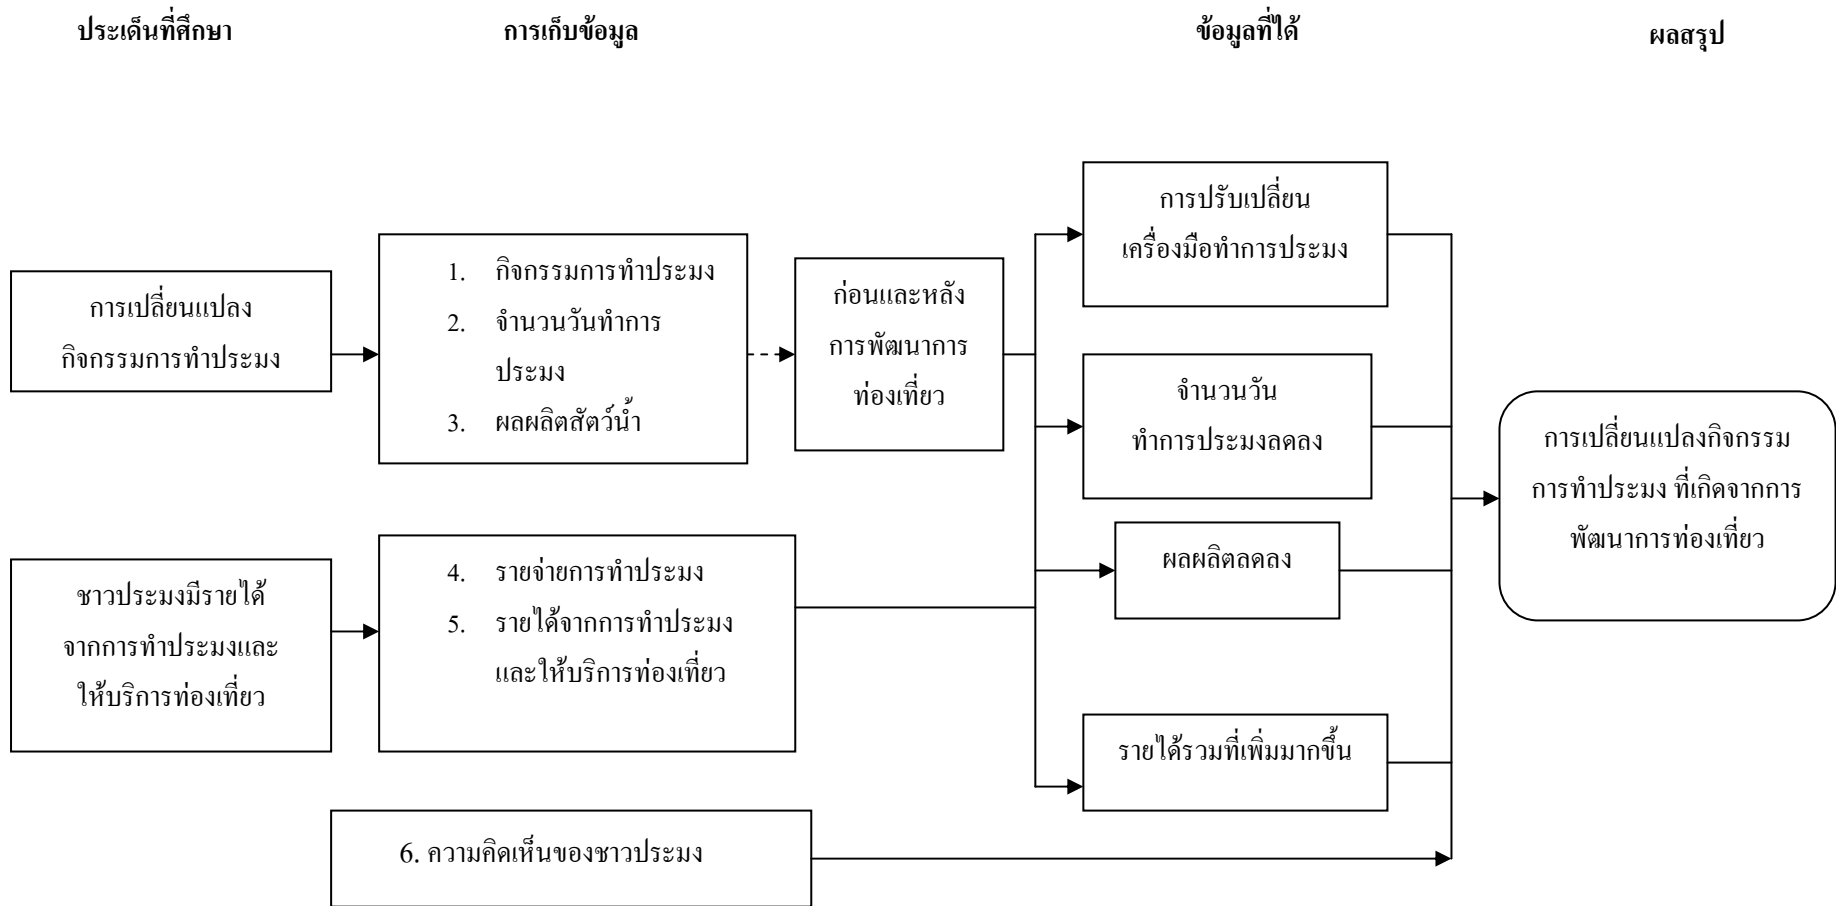 ประเด็นที่ศึกษา
การเก็บข้อมูล
ข้อมูลที่ได้
ผลสรุป
การเปลี่ยนแปลง
กิจกรรมการทำประมง
1. กิจกรรมการทำประมง
2. จำนวนวันทำการ
ประมง
3. ผลผลิตสัตว์น้ำ
ก่อนและหลัง
การพัฒนาการ
ท่องเที่ยว
การปรับเปลี่ยน
เครื่องมือทำการประมง
จำนวนวัน
ทำการประมงลดลง
ผลผลิตลดลง
รายได้รวมที่เพิ่มมากขึ้น
การเปลี่ยนแปลงกิจกรรม
การทำประมง ที่เกิดจากการ
พัฒนาการท่องเที่ยว
ชาวประมงมีรายได้
จากการทำประมงและ
ให้บริการท่องเที่ยว
4. รายจ่ายการทำประมง
5. รายได้จากการทำประมง
และให้บริการท่องเที่ยว
6. ความคิดเห็นของชาวประมง